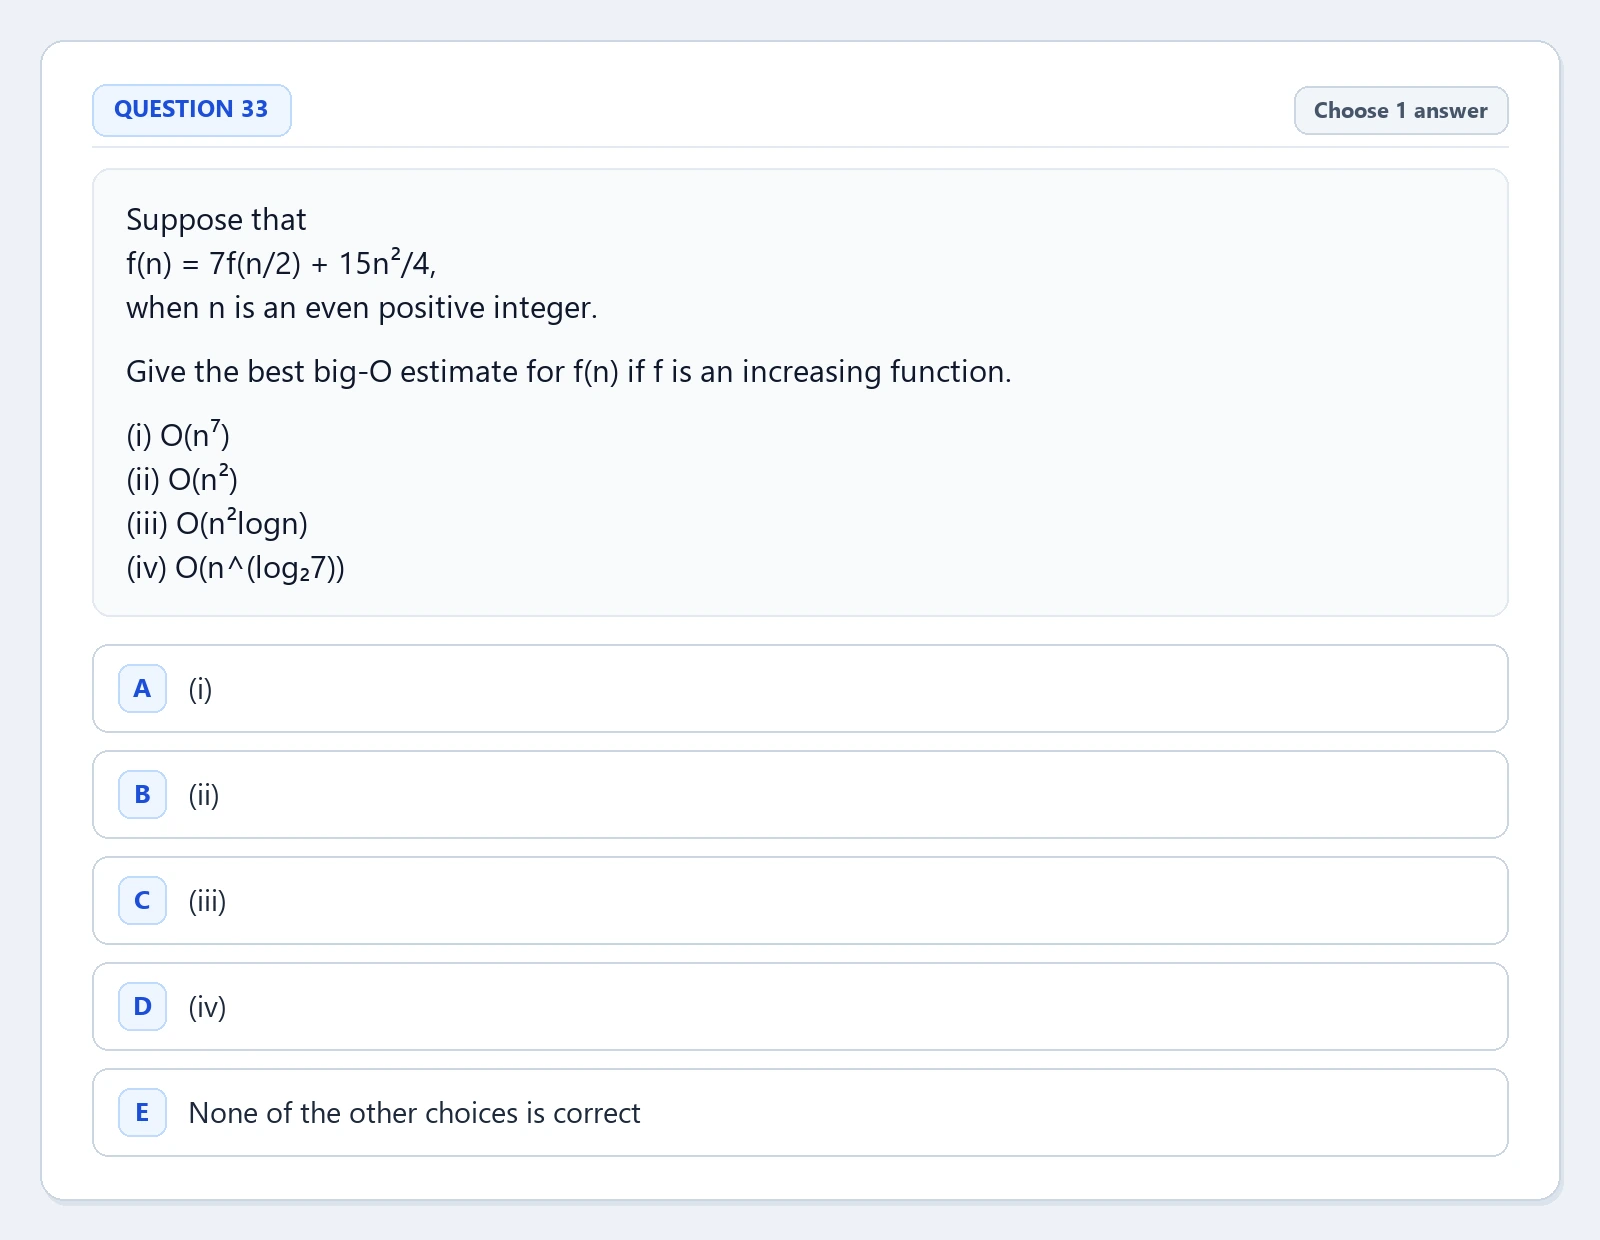 QUESTION 33
Choose 1 answer
Suppose that
f(n) = 7f(n/2) + 15n²/4,
when n is an even positive integer.
Give the best big-O estimate for f(n) if f is an increasing function.
(i) O(n⁷)
(ii) O(n²)
(iii) O(n²logn)
(iv) O(n^(log₂7))
A (i)
B (ii)
C (iii)
D (iv)
E None of the other choices is correct